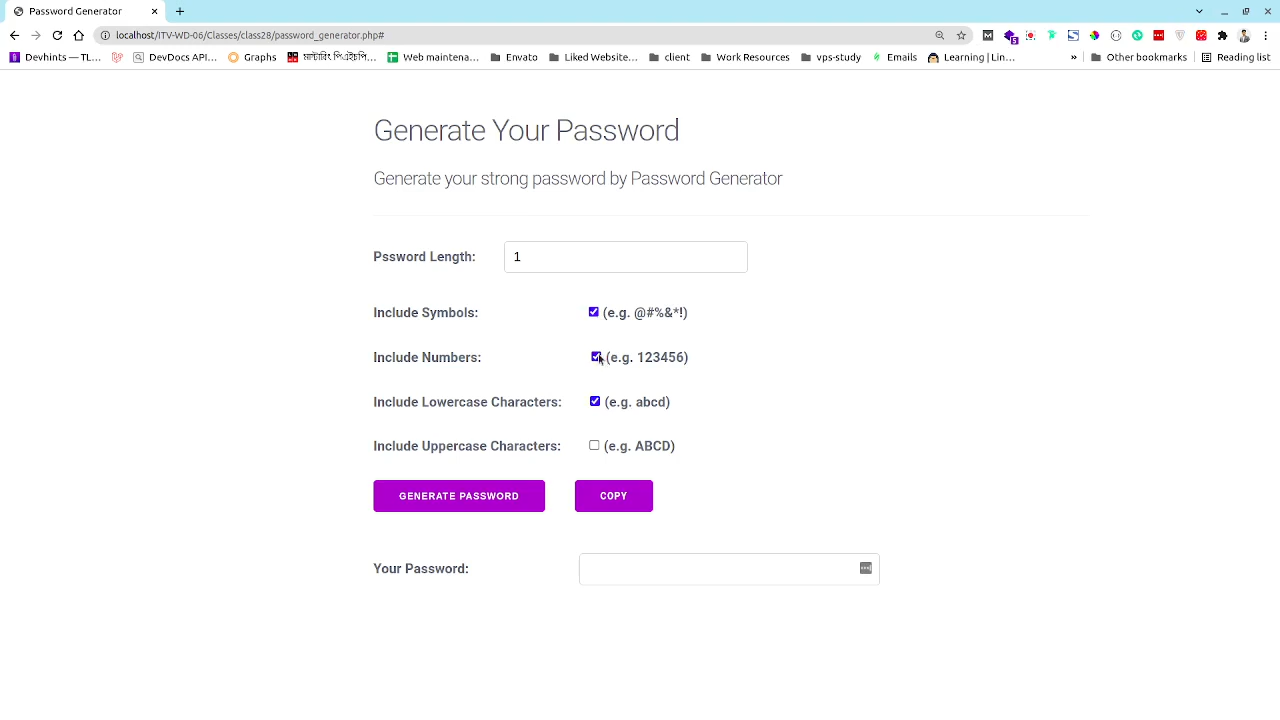 Password Generator
localhost/ITV-WD-06/Classes/class28/password_generator.php#
Devhints — TL... DevDocs API... Graphs মাস্টারিং পিএইচপি... Web maintena... Envato Liked Website... client Work Resources vps-study Emails Learning | Lin... » Other bookmarks Reading list
Generate Your Password
Generate your strong password by Password Generator
Pssword Length: 1
Include Symbols: (e.g. @#%&*!)
Include Numbers: (e.g. 123456)
Include Lowercase Characters: (e.g. abcd)
Include Uppercase Characters: (e.g. ABCD)
GENERATE PASSWORD COPY
Your Password: